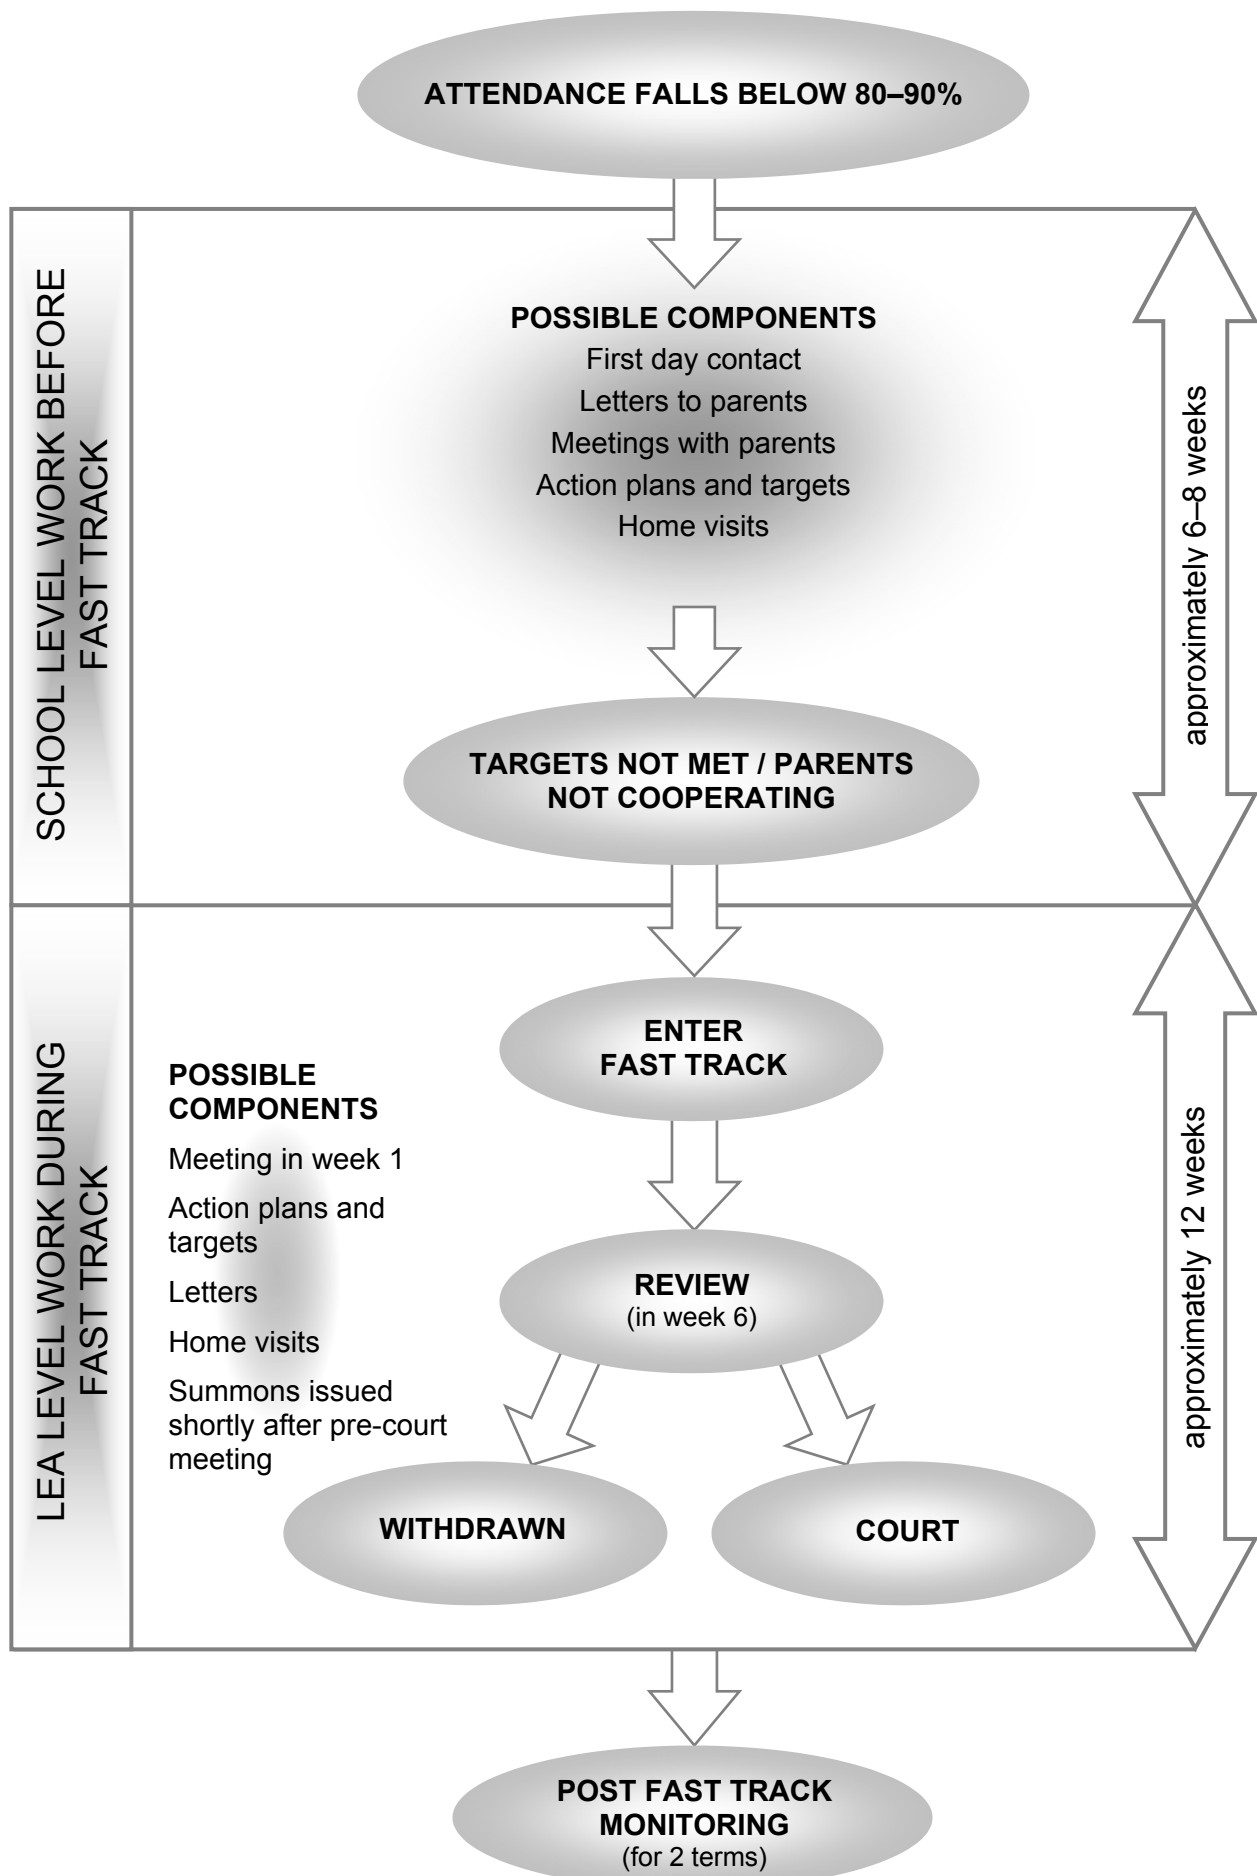 ATTENDANCE FALLS BELOW 80–90%
SCHOOL LEVEL WORK BEFORE
FAST TRACK
POSSIBLE COMPONENTS
First day contact
Letters to parents
Meetings with parents
Action plans and targets
Home visits
approximately 6–8 weeks
TARGETS NOT MET / PARENTS
NOT COOPERATING
LEA LEVEL WORK DURING
FAST TRACK
ENTER
FAST TRACK
POSSIBLE
COMPONENTS
Meeting in week 1
Action plans and
targets
Letters
Home visits
Summons issued
shortly after pre-court
meeting
REVIEW
(in week 6)
approximately 12 weeks
WITHDRAWN
COURT
POST FAST TRACK
MONITORING
(for 2 terms)